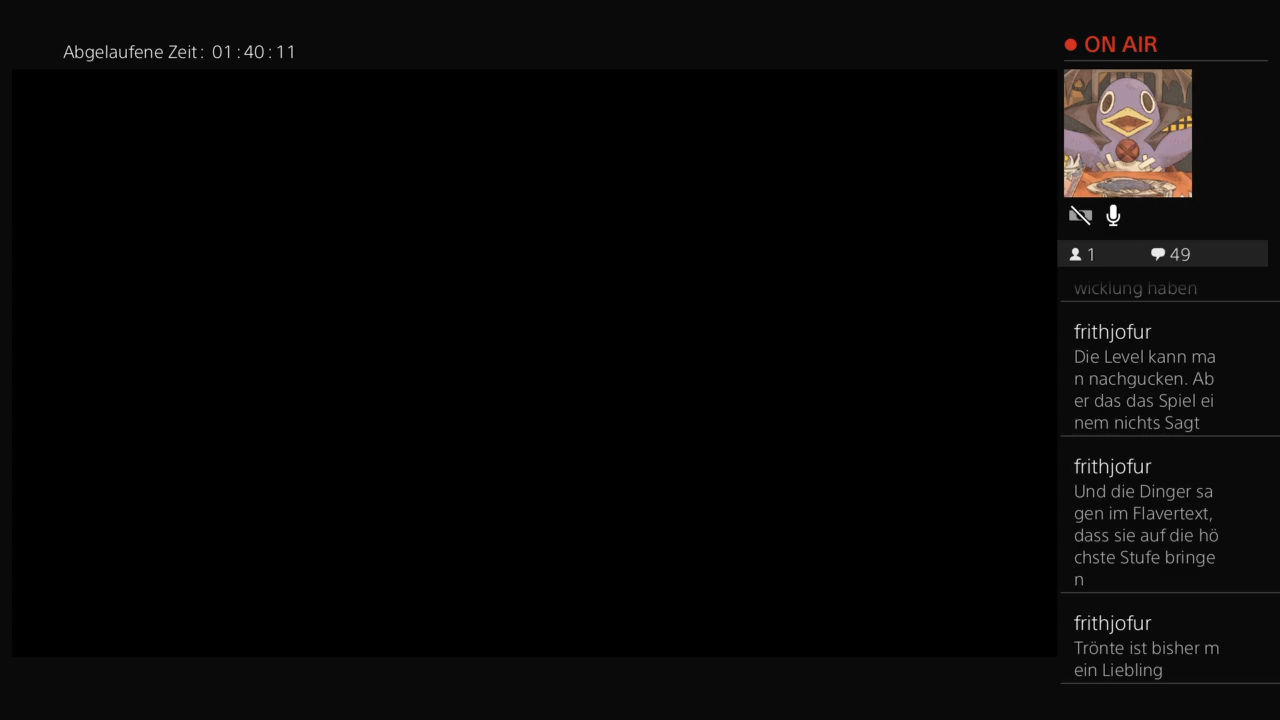 Abgelaufene Zeit: 01:40:11
ON AIR
1
49
wicklung haben
frithjofur
Die Level kann ma
n nachgucken. Ab
er das das Spiel ei
nem nichts Sagt
frithjofur
Und die Dinger sa
gen im Flavertext,
dass sie auf die hö
chste Stufe bringe
n
frithjofur
Trönte ist bisher m
ein Liebling